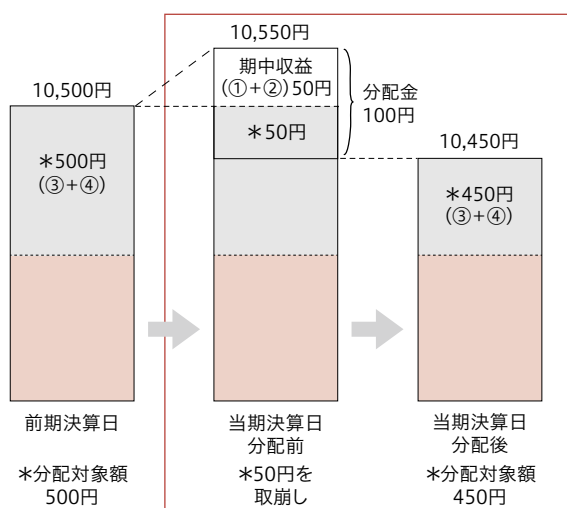 10,500円
＊500円
(③+④)
前期決算日
＊分配対象額
500円
10,550円
期中収益
(①+②)50円
＊50円
分配金
100円
当期決算日
分配前
＊50円を
取崩し
10,450円
＊450円
(③+④)
当期決算日
分配後
＊分配対象額
450円